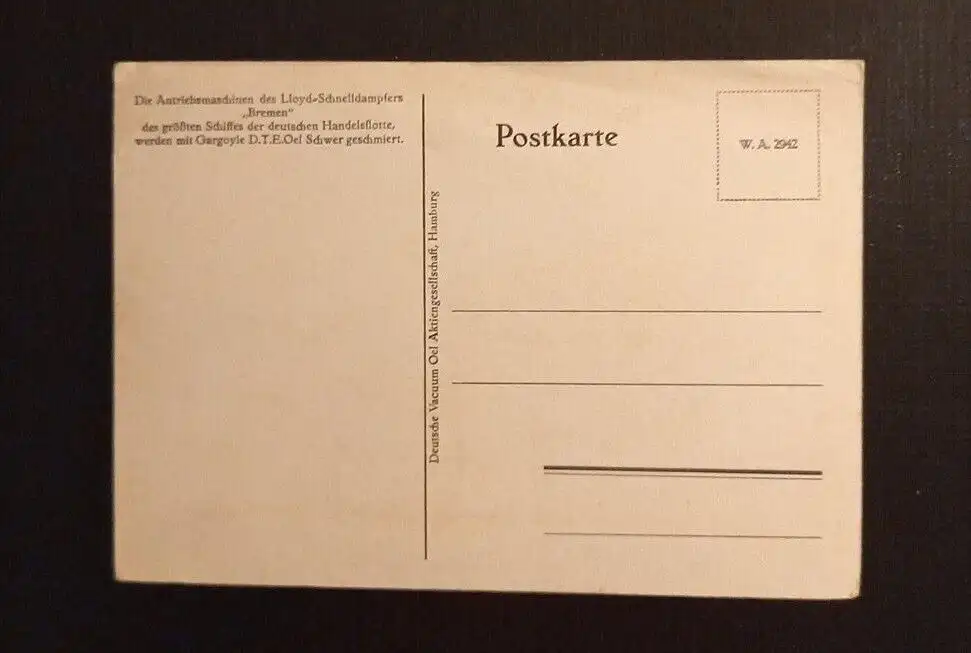 Die Antriebsmaschinen des Lloyd-Schnelldampfers
„Bremen“
des größten Schiffes der deutschen Handelsflotte,
werden mit Gargoyle D.T.E.Oel Schwer geschmiert.
Deutsche Vacuum Oel Aktiengesellschaft, Hamburg
Postkarte
W. A. 2942